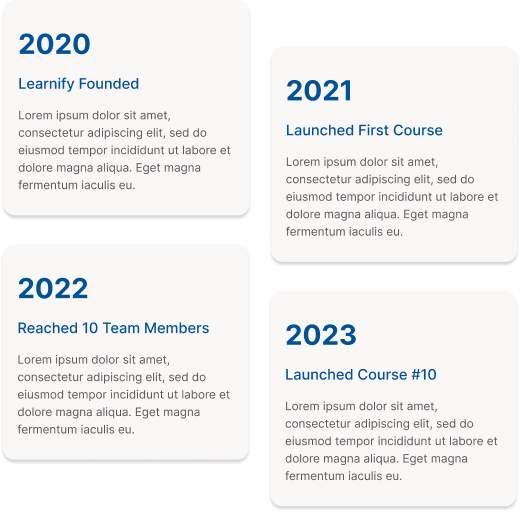 2020
Learnify Founded
Lorem ipsum dolor sit amet,
consectetur adipiscing elit, sed do
eiusmod tempor incididunt ut labore et
dolore magna aliqua. Eget magna
fermentum iaculis eu.
2021
Launched First Course
Lorem ipsum dolor sit amet,
consectetur adipiscing elit, sed do
eiusmod tempor incididunt ut labore et
dolore magna aliqua. Eget magna
fermentum iaculis eu.
2022
Reached 10 Team Members
Lorem ipsum dolor sit amet,
consectetur adipiscing elit, sed do
eiusmod tempor incididunt ut labore et
dolore magna aliqua. Eget magna
fermentum iaculis eu.
2023
Launched Course #10
Lorem ipsum dolor sit amet,
consectetur adipiscing elit, sed do
eiusmod tempor incididunt ut labore et
dolore magna aliqua. Eget magna
fermentum iaculis eu.